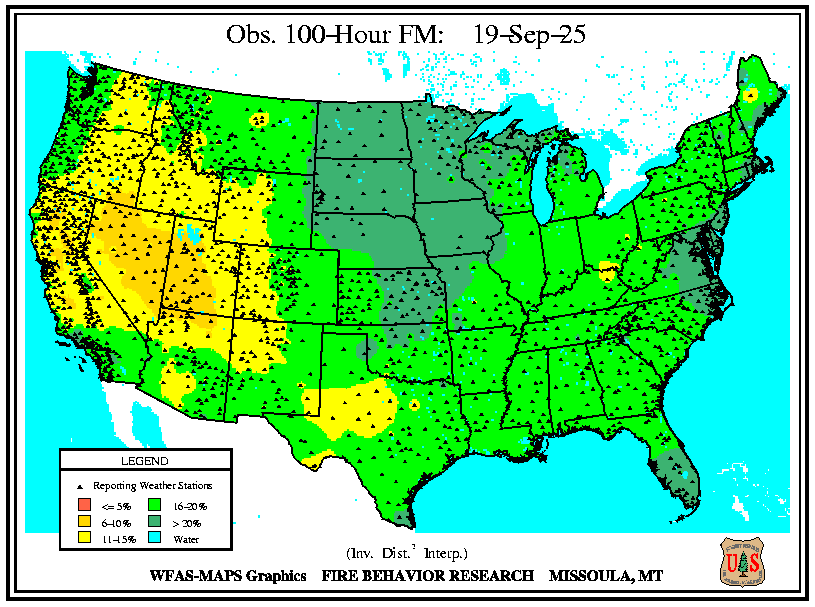 Obs. 100-Hour FM: 19-Sep-25
LEGEND
Reporting Weather Stations
<= 5% 16-20%
6-10% > 20%
11-15% Water
(Inv. Dist.² Interp.)
WFAS-MAPS Graphics FIRE BEHAVIOR RESEARCH MISSOULA, MT
U S